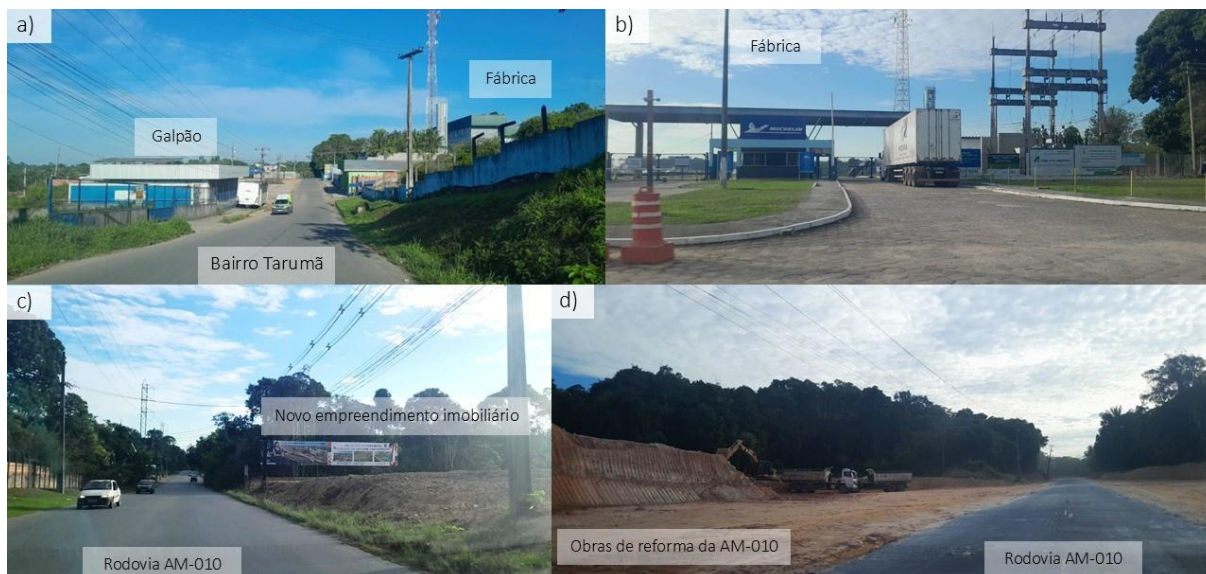 a)
Fábrica
Galpão
Bairro Tarumã
b)
Fábrica
MICHELIN
c)
Novo empreendimento imobiliário
Rodovia AM-010
d)
Obras de reforma da AM-010
Rodovia AM-010